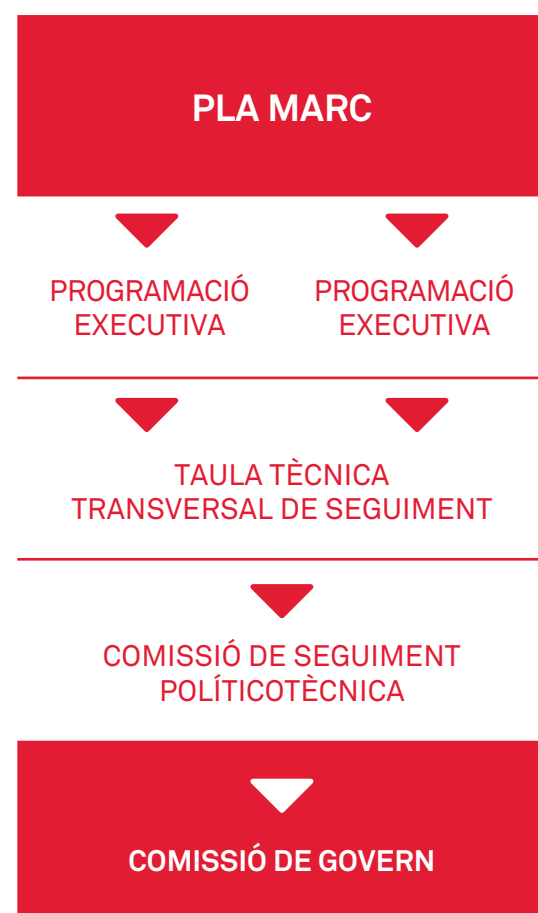 PLA MARC
PROGRAMACIÓ
EXECUTIVA
PROGRAMACIÓ
EXECUTIVA
TAULA TÈCNICA
TRANSVERSAL DE SEGUIMENT
COMISSIÓ DE SEGUIMENT
POLÍTICOTÈCNICA
COMISSIÓ DE GOVERN